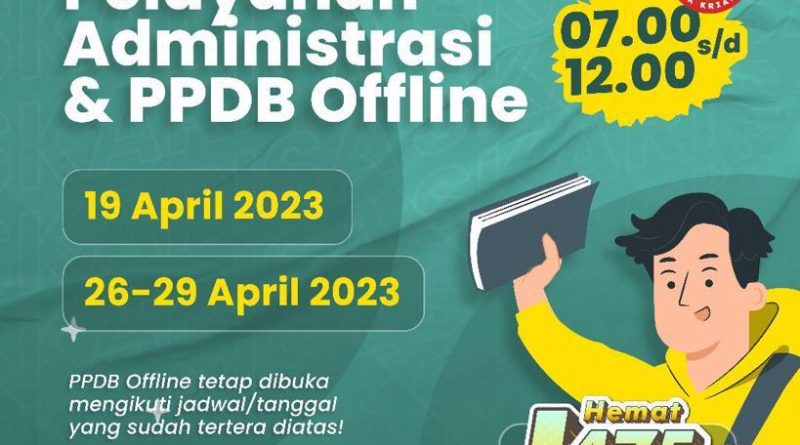 Pelayanan
Administrasi
& PPDB Offline
07.00 s/d
12.00
19 April 2023
26-29 April 2023
PPDB Offline tetap dibuka
mengikuti jadwal/tanggal
yang sudah tertera diatas!
Hemat